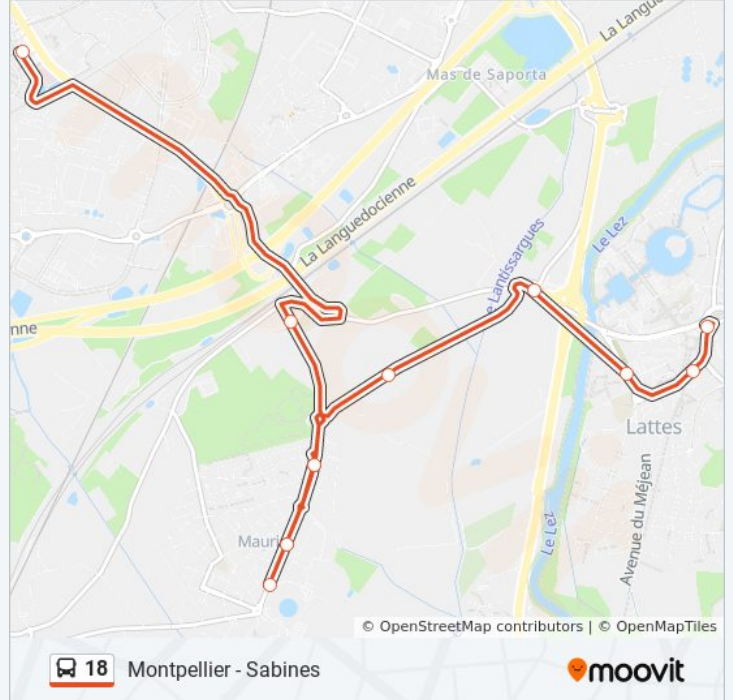 La Langue
Mas de Saporta
La Languedocienne
Le Lez
e Lantissargues
nne
Lattes
Avenue du Méjean
Mauri
Le Lez
© OpenStreetMap contributors | © OpenMapTiles
18 Montpellier - Sabines
moovit